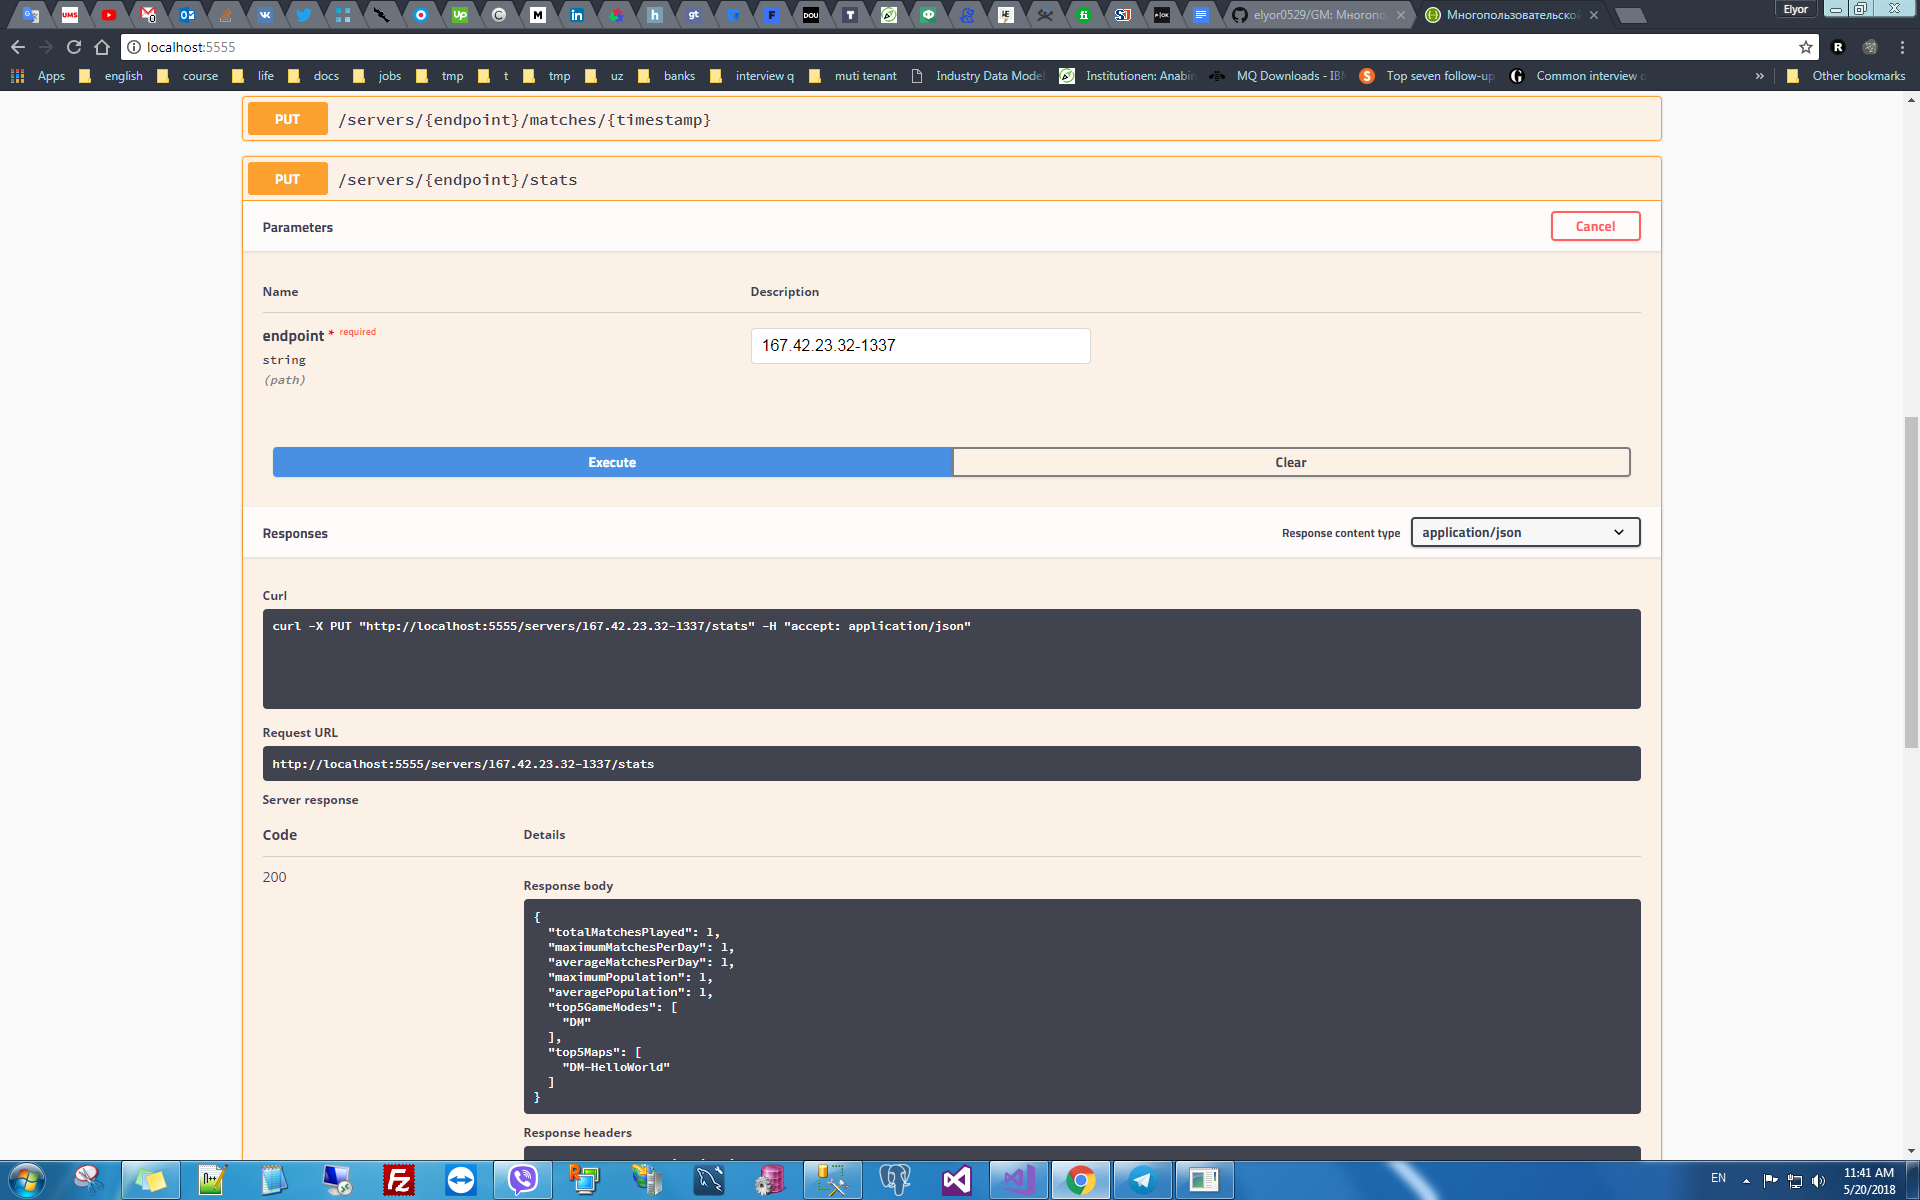 Elyor
elyor0529/GM: Многопо
Многопользовательско
localhost:5555
Apps
english
course
life
docs
jobs
tmp
t
tmp
uz
banks
interview q
muti tenant
Industry Data Model
Institutionen: Anabin
MQ Downloads - IBM
Top seven follow-up
Common interview q
»
Other bookmarks
PUT /servers/{endpoint}/matches/{timestamp}
PUT /servers/{endpoint}/stats
Parameters
Cancel
Name
Description
endpoint * required
string
(path)
167.42.23.32-1337
Execute
Clear
Responses
Response content type
application/json
Curl
curl -X PUT "http://localhost:5555/servers/167.42.23.32-1337/stats" -H "accept: application/json"
Request URL
http://localhost:5555/servers/167.42.23.32-1337/stats
Server response
Code
Details
200
Response body
{
"totalMatchesPlayed": 1,
"maximumMatchesPerDay": 1,
"averageMatchesPerDay": 1,
"maximumPopulation": 1,
"averagePopulation": 1,
"top5GameModes": [
"DM"
],
"top5Maps": [
"DM-HelloWorld"
]
}
Response headers
EN
11:41 AM
5/20/2018